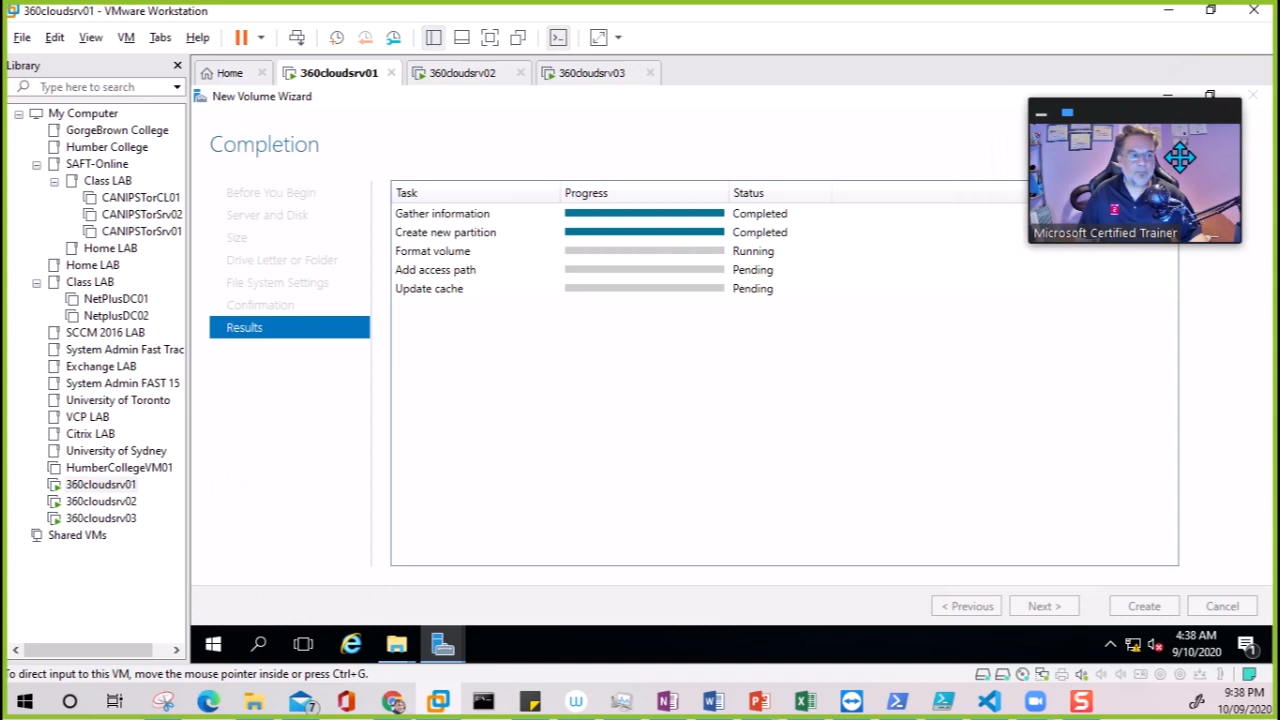 360cloudsrv01 - VMware Workstation
File Edit View VM Tabs Help
Library
Type here to search
Home 360cloudsrv01 360cloudsrv02 360cloudsrv03
My Computer
GorgeBrown College
Humber College
SAFT-Online
Class LAB
CANIPSTorCL01
CANIPSTorSrv02
CANIPSTorSrv01
Home LAB
Home LAB
Class LAB
NetPlusDC01
NetplusDC02
SCCM 2016 LAB
System Admin Fast Trac
Exchange LAB
System Admin FAST 15
University of Toronto
VCP LAB
Citrix LAB
University of Sydney
HumberCollegeVM01
360cloudsrv01
360cloudsrv02
360cloudsrv03
Shared VMs
New Volume Wizard
Completion
Before You Begin
Server and Disk
Size
Drive Letter or Folder
File System Settings
Confirmation
Results
Task Progress Status
Gather information Completed
Create new partition Completed
Format volume Running
Add access path Pending
Update cache Pending
Microsoft Certified Trainer
< Previous Next > Create Cancel
4:38 AM
9/10/2020
1
To direct input to this VM, move the mouse pointer inside or press Ctrl+G.
7
9:38 PM
10/09/2020